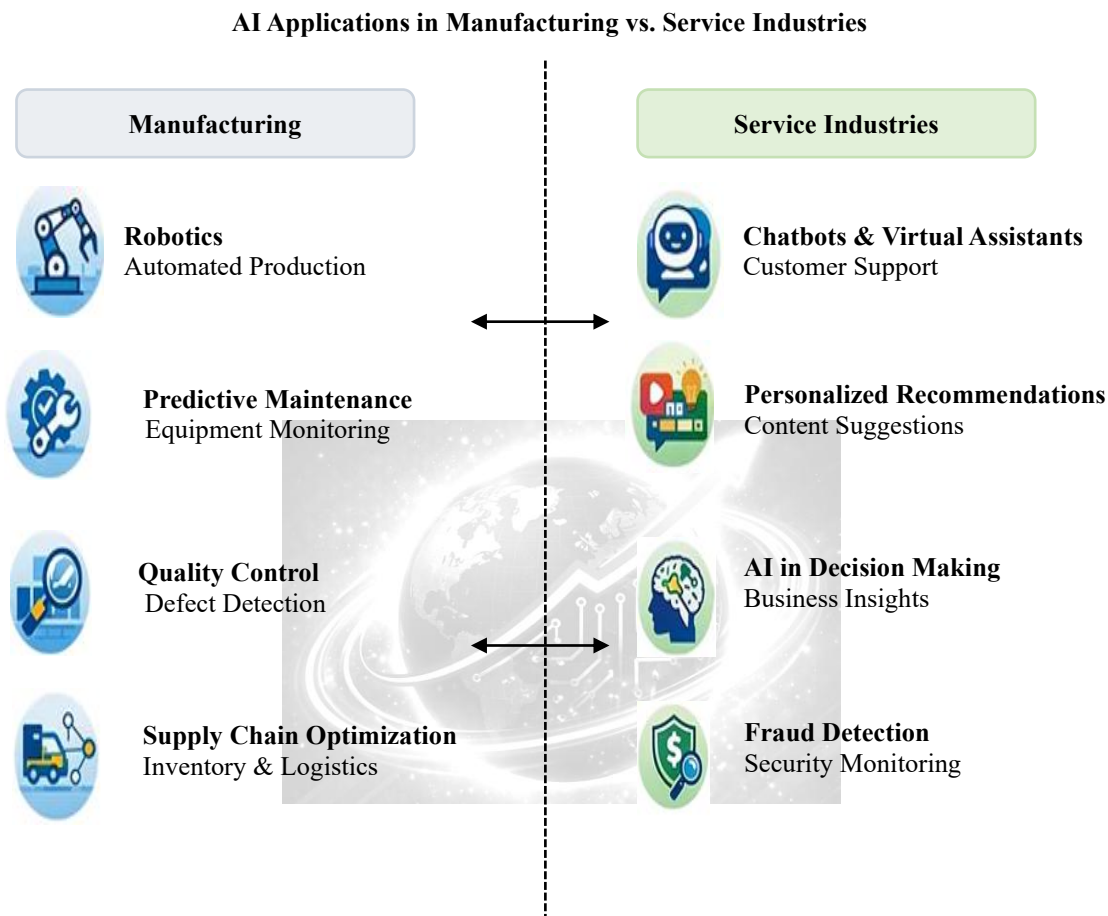 AI Applications in Manufacturing vs. Service Industries
Manufacturing
Robotics
Automated Production
Predictive Maintenance
Equipment Monitoring
Quality Control
Defect Detection
Supply Chain Optimization
Inventory & Logistics
Service Industries
Chatbots & Virtual Assistants
Customer Support
Personalized Recommendations
Content Suggestions
AI in Decision Making
Business Insights
Fraud Detection
Security Monitoring